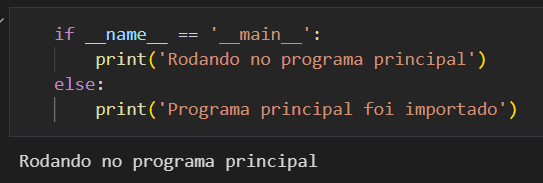 if __name__ == '__main__':
    print('Rodando no programa principal')
else:
    print('Programa principal foi importado')
Rodando no programa principal